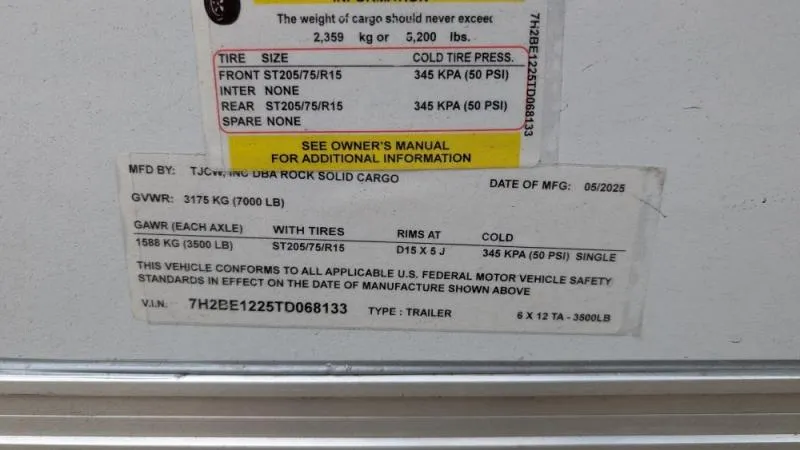 INFORMATION
The weight of cargo should never exceed
2,359 kg or 5,200 lbs.
TIRE SIZE COLD TIRE PRESS.
FRONT ST205/75/R15 345 KPA (50 PSI)
INTER NONE
REAR ST205/75/R15 345 KPA (50 PSI)
SPARE NONE
7H2BE1225TD068133
SEE OWNER'S MANUAL
FOR ADDITIONAL INFORMATION
MFD BY: TJCW, INC DBA ROCK SOLID CARGO DATE OF MFG: 05/2025
GVWR: 3175 KG (7000 LB)
GAWR (EACH AXLE) WITH TIRES RIMS AT COLD
1588 KG (3500 LB) ST205/75/R15 D15 X 5 J 345 KPA (50 PSI) SINGLE
THIS VEHICLE CONFORMS TO ALL APPLICABLE U.S. FEDERAL MOTOR VEHICLE SAFETY
STANDARDS IN EFFECT ON THE DATE OF MANUFACTURE SHOWN ABOVE
V.I.N: 7H2BE1225TD068133 TYPE : TRAILER 6 X 12 TA - 3500LB